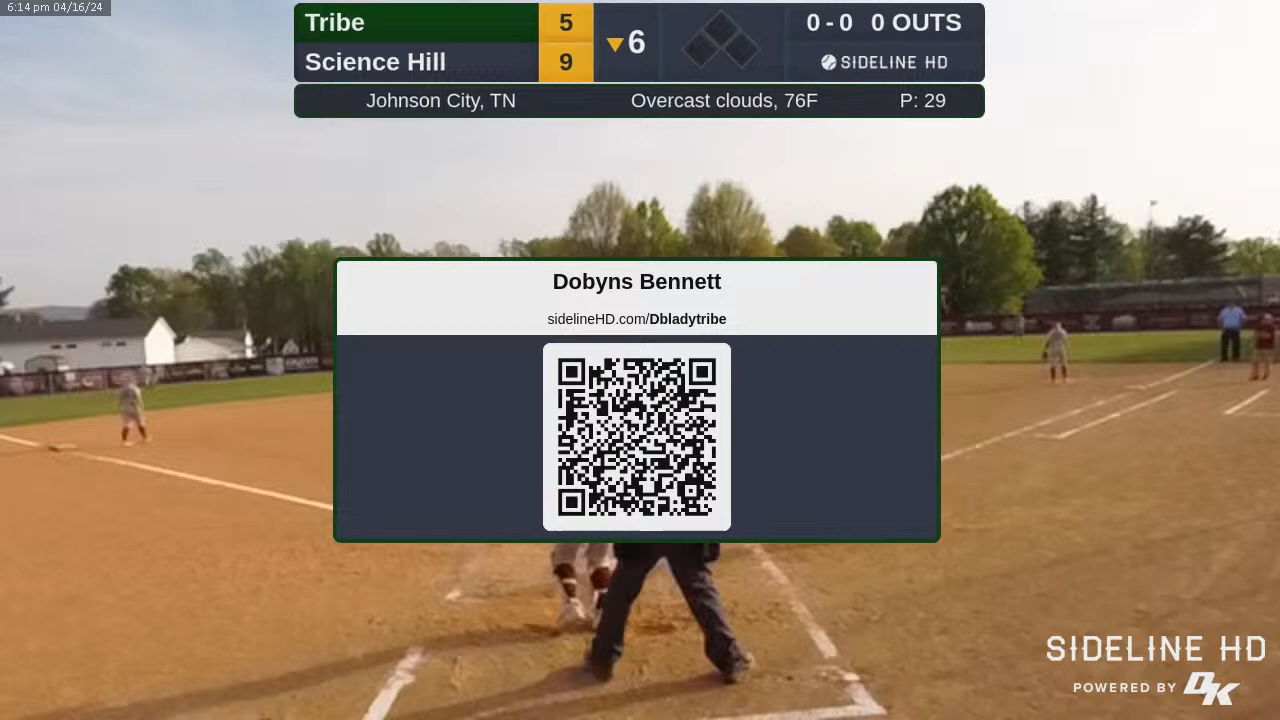 6:14 pm 04/16/24
Tribe 5
Science Hill 9
6
0 - 0 0 OUTS
SIDELINE HD
Johnson City, TN Overcast clouds, 76F P: 29
Dobyns Bennett
sidelineHD.com/Dbladytribe
SIDELINE HD
POWERED BY DK